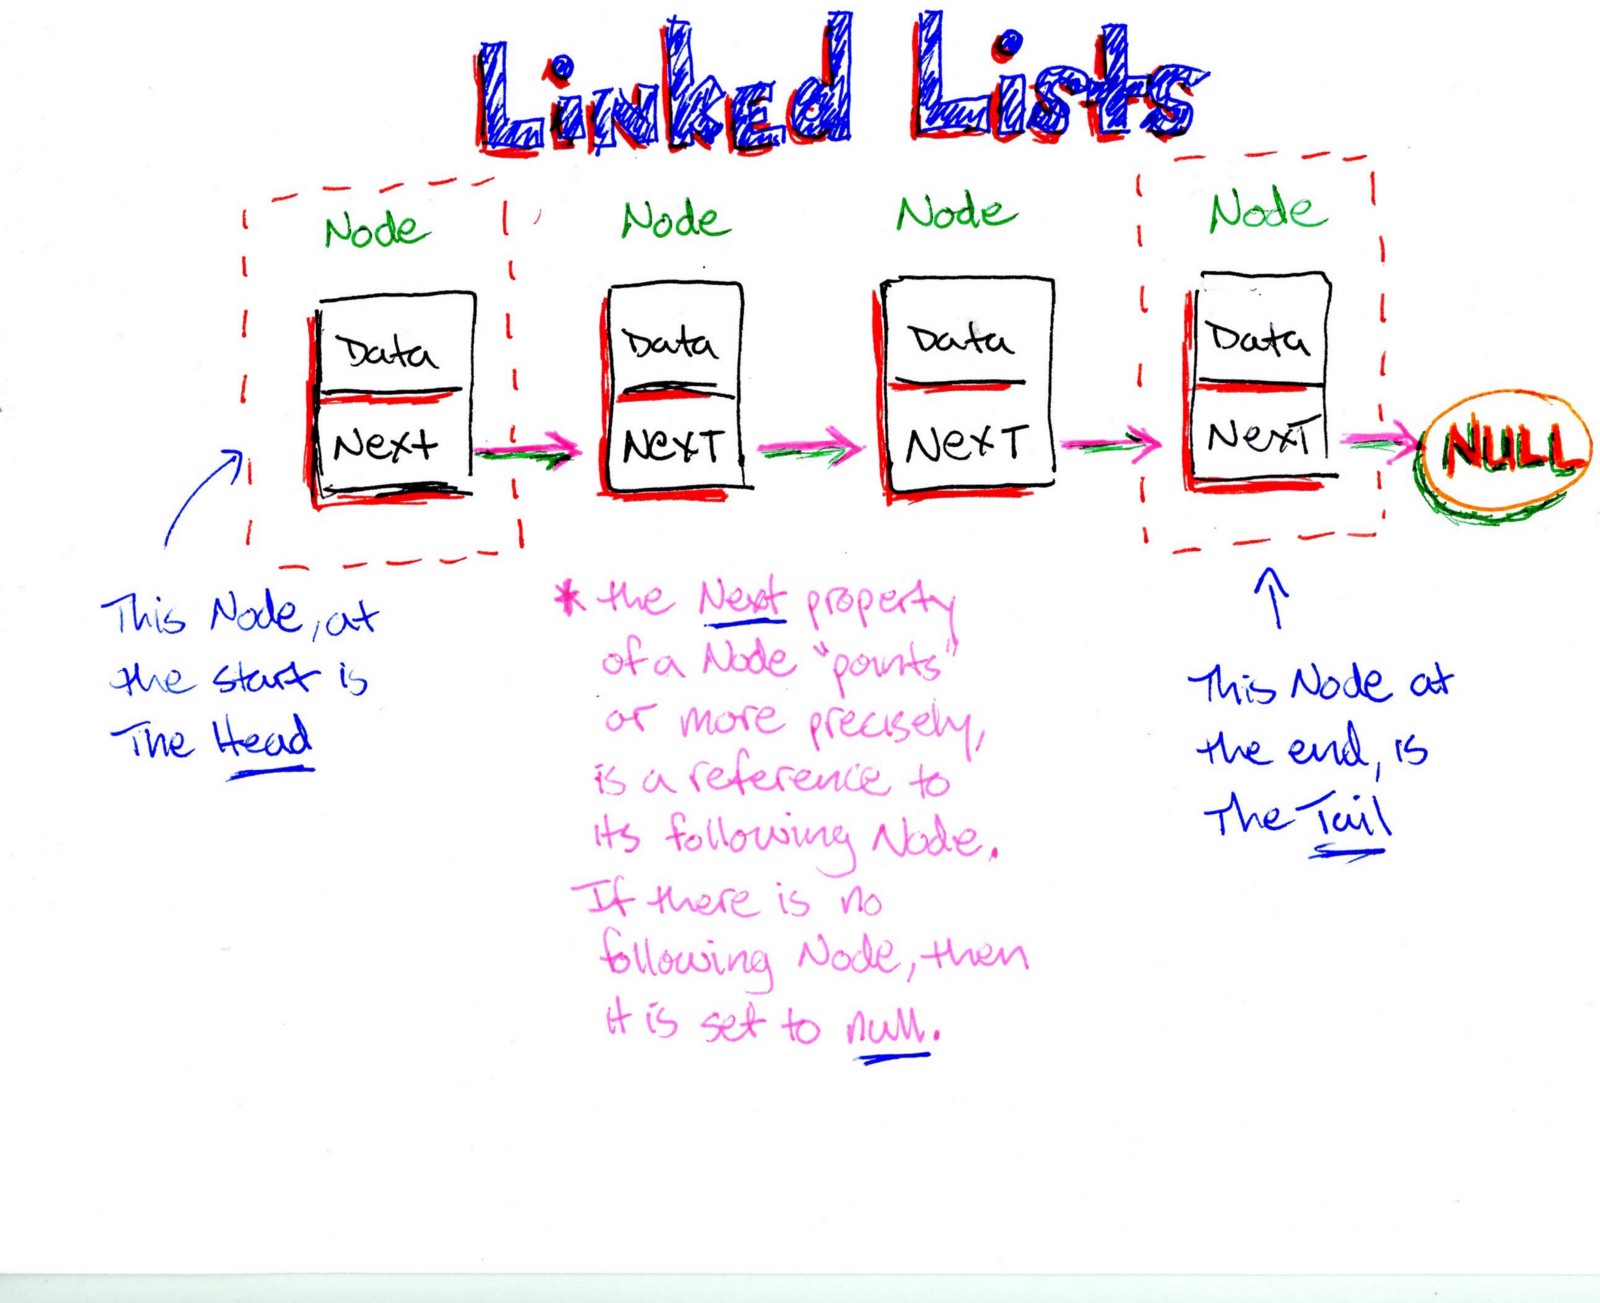 Linked Lists
Node Node Node Node
Data Data Data Data
Next NexT NexT NexT
NULL
This Node, at
the start is
The Head
* the Next property
of a Node "points"
or more precisely,
is a reference to
its following Node.
If there is no
following Node, then
it is set to null.
This Node at
the end, is
The Tail